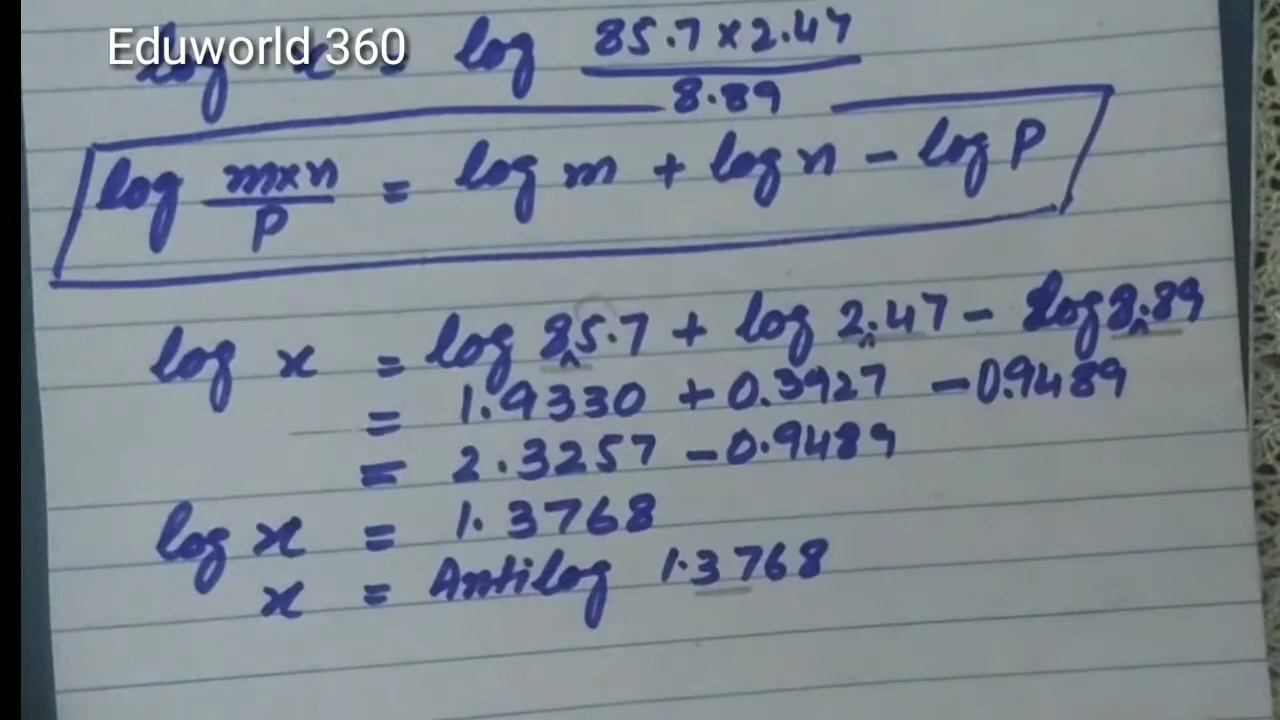 Eduworld 360
log x = log 85.7 x 2.47 / 8.89
log m x n / P = log m + log n - log P
log x = log 85.7 + log 2.47 - log 8.89
= 1.9330 + 0.3927 - 0.9489
= 2.3257 - 0.9489
log x = 1.3768
x = Antilog 1.3768